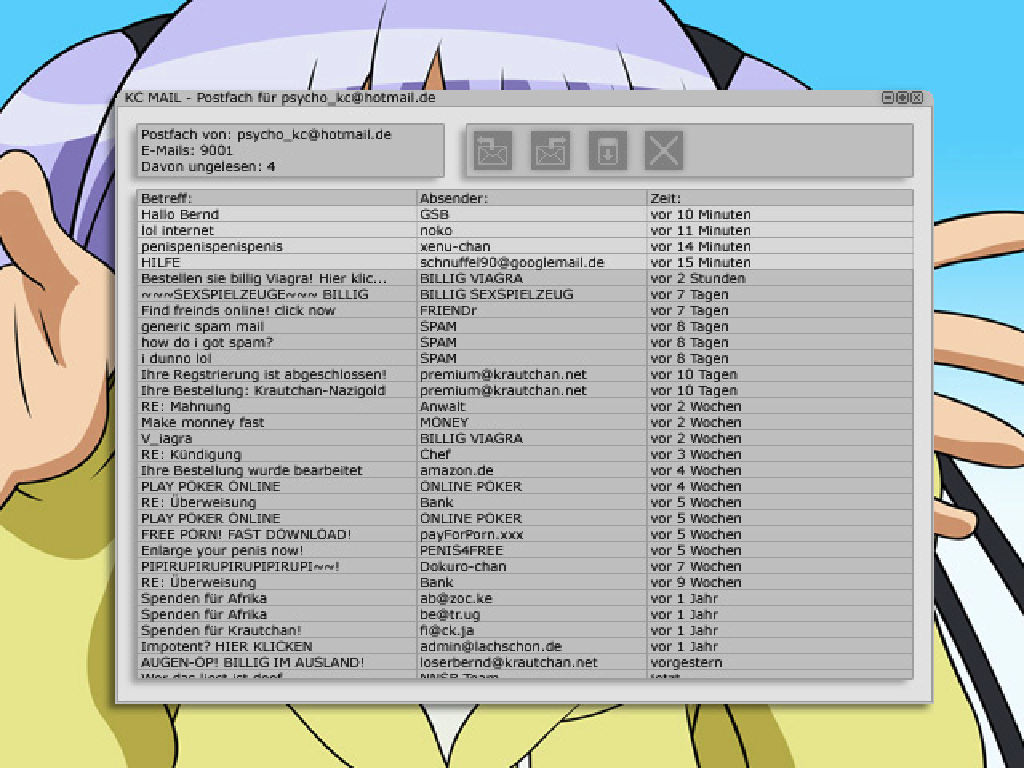 KC MAIL - Postfach für psycho_kc@hotmail.de
Postfach von: psycho_kc@hotmail.de
E-Mails: 9001
Davon ungelesen: 4
Betreff: Absender: Zeit:
Hallo Bernd GSB vor 10 Minuten
lol internet noko vor 11 Minuten
penispenispenispenis xenu-chan vor 14 Minuten
HILFE schnuffel90@googlemail.de vor 15 Minuten
Bestellen sie billig Viagra! Hier klic... BILLIG VIAGRA vor 2 Stunden
~~~SEXSPIELZEUGE~~~ BILLIG BILLIG SEXSPIELZEUG vor 7 Tagen
Find freinds online! click now FRIENDr vor 7 Tagen
generic spam mail SPAM vor 8 Tagen
how do i got spam? SPAM vor 8 Tagen
i dunno lol SPAM vor 8 Tagen
Ihre Regstrierung ist abgeschlossen! premium@krautchan.net vor 10 Tagen
Ihre Bestellung: Krautchan-Nazigold premium@krautchan.net vor 10 Tagen
RE: Mahnung Anwalt vor 2 Wochen
Make monney fast MONEY vor 2 Wochen
V_iagra BILLIG VIAGRA vor 2 Wochen
RE: Kündigung Chef vor 3 Wochen
Ihre Bestellung wurde bearbeitet amazon.de vor 4 Wochen
PLAY POKER ONLINE ONLINE POKER vor 4 Wochen
RE: Überweisung Bank vor 5 Wochen
PLAY POKER ONLINE ONLINE POKER vor 5 Wochen
FREE PORN! FAST DOWNLOAD! payForPorn.xxx vor 5 Wochen
Enlarge your penis now! PENIS4FREE vor 5 Wochen
PIPIRUPIRUPIRUPIPIRUPI~~! Dokuro-chan vor 7 Wochen
RE: Überweisung Bank vor 9 Wochen
Spenden für Afrika ab@zoc.ke vor 1 Jahr
Spenden für Afrika be@tr.ug vor 1 Jahr
Spenden für Krautchan! fi@ck.ja vor 1 Jahr
Impotent? HIER KLICKEN admin@lachschon.de vor 1 Jahr
AUGEN-OP! BILLIG IM AUSLAND! loserbernd@krautchan.net vorgestern
Wer das liest ist doof Team jetzt